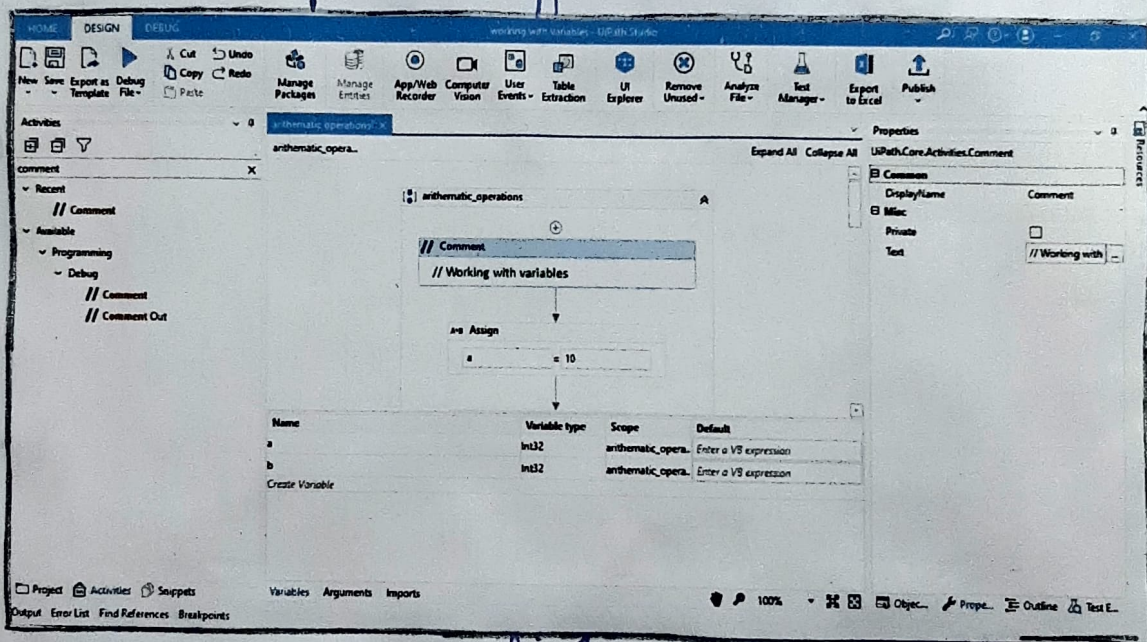 HOME DESIGN DEBUG
working with variables - UiPath Studio
New Save Export as Template Debug File
Cut Copy Paste
Undo Redo
Manage Packages
Manage Entities
App/Web Recorder
Computer Vision
User Events
Table Extraction
UI Explorer
Remove Unused
Analyze File
Test Manager
Export to Excel
Publish
Activities
comment
Recent
// Comment
Available
Programming
Debug
// Comment
// Comment Out
arithematic_operations
arithematic_opera...
Expand All Collapse All
arithematic_operations
// Comment
// Working with variables
A+B Assign
a = 10
Name Variable type Scope Default
a Int32 arithematic_opera.. Enter a VB expression
b Int32 arithematic_opera.. Enter a VB expression
Create Variable
Variables Arguments Imports
100%
Properties
UiPath.Core.Activities.Comment
Common
DisplayName Comment
Misc
Private
Text // Working with ...
Resources
Project Activities Snippets
Objec... Prope... Outline Test E...
Output Error List Find References Breakpoints